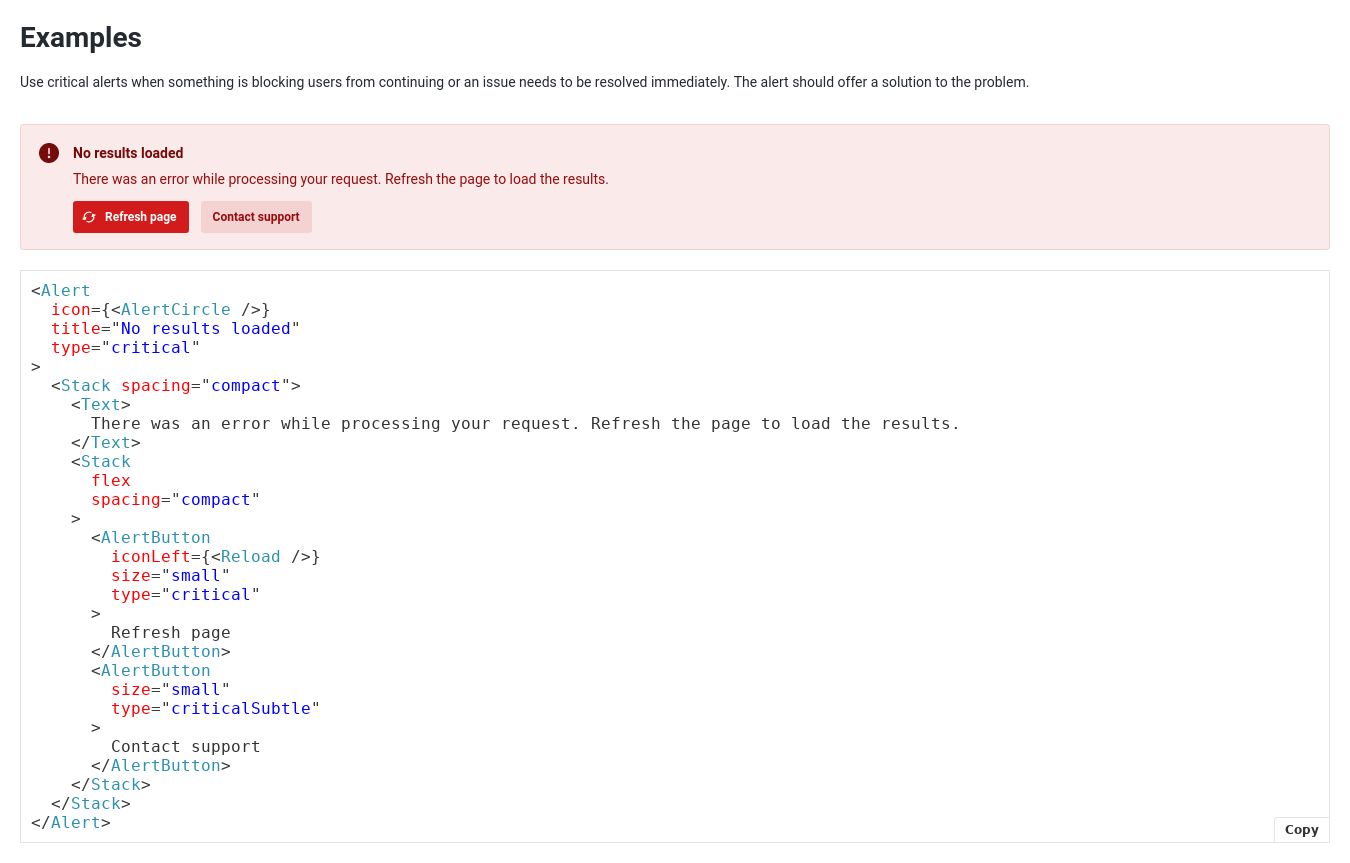 Examples
Use critical alerts when something is blocking users from continuing or an issue needs to be resolved immediately. The alert should offer a solution to the problem.
No results loaded
There was an error while processing your request. Refresh the page to load the results.
Refresh page Contact support
<Alert
  icon={<AlertCircle />}
  title="No results loaded"
  type="critical"
>
  <Stack spacing="compact">
    <Text>
      There was an error while processing your request. Refresh the page to load the results.
    </Text>
    <Stack
      flex
      spacing="compact"
    >
      <AlertButton
        iconLeft={<Reload />}
        size="small"
        type="critical"
      >
        Refresh page
      </AlertButton>
      <AlertButton
        size="small"
        type="criticalSubtle"
      >
        Contact support
      </AlertButton>
    </Stack>
  </Stack>
</Alert>
Copy